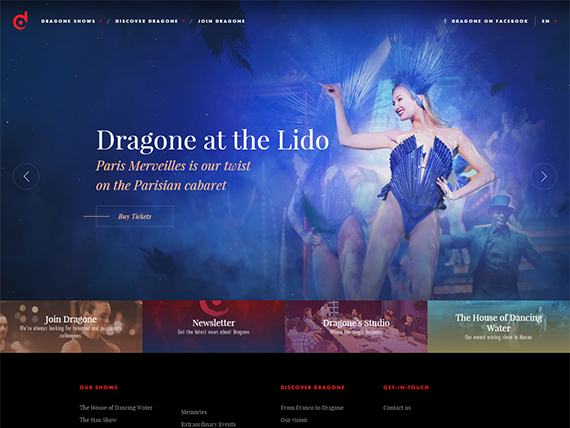 DRAGONE SHOWS / DISCOVER DRAGONE / JOIN DRAGONE
DRAGONE ON FACEBOOK
EN
Dragone at the Lido
Paris Merveilles is our twist
on the Parisian cabaret
Buy Tickets
Join Dragone
We're always looking for talented and passionate
colleagues.
Newsletter
Get the latest news about Dragone
Dragone's Studio
Where the magic happens
The House of Dancing
Water
Our award wining show in Macau
OUR SHOWS
The House of Dancing Water
The Han Show
Memories
Extraordinary Events
DISCOVER DRAGONE
From Franco to Dragone
Our vision
GET-IN-TOUCH
Contact us